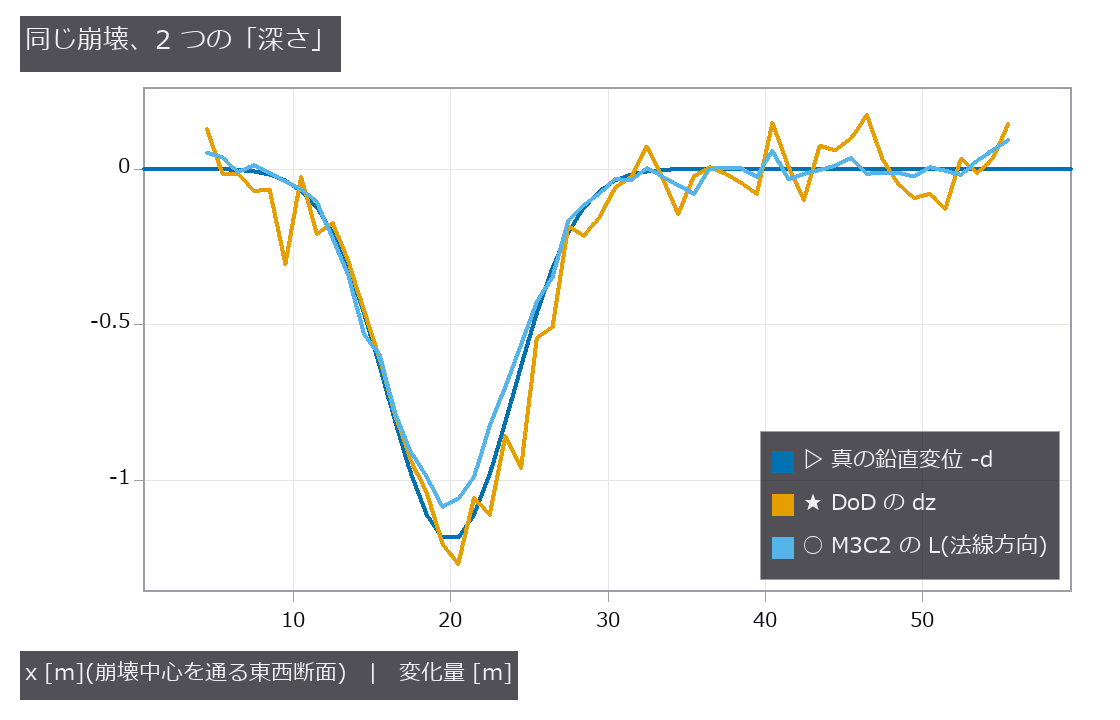 同じ崩壊、2 つの「深さ」
0
-0.5
-1
▷ 真の鉛直変位 -d
★ DoD の dz
○ M3C2 の L(法線方向)
10 20 30 40 50
x [m](崩壊中心を通る東西断面) | 変化量 [m]